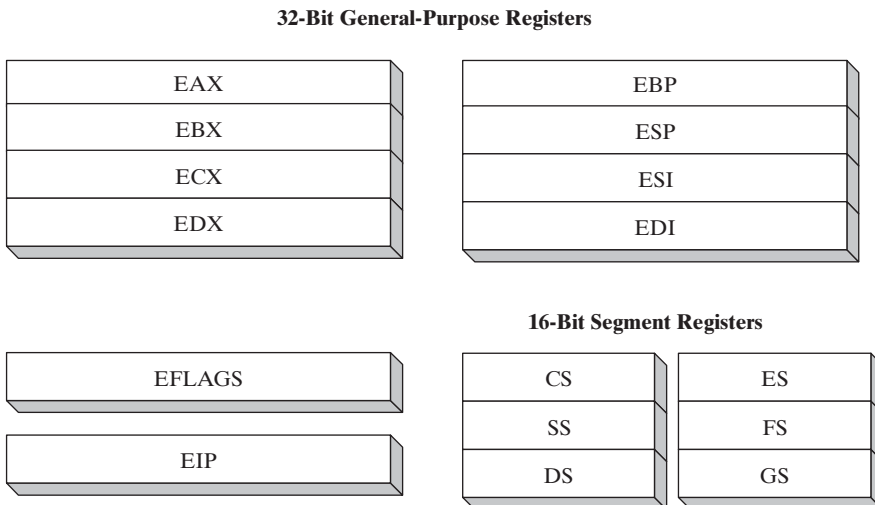 32-Bit General-Purpose Registers
EAX
EBX
ECX
EDX
EBP
ESP
ESI
EDI
16-Bit Segment Registers
EFLAGS
EIP
CS
SS
DS
ES
FS
GS